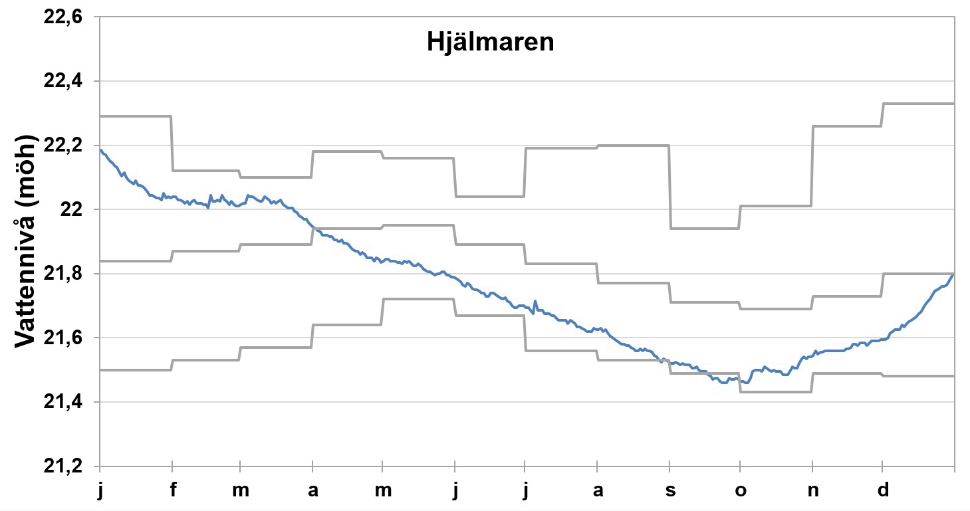 Hjälmaren
Vattennivå (möh)
22,6
22,4
22,2
22
21,8
21,6
21,4
21,2
j f m a m j j a s o n d